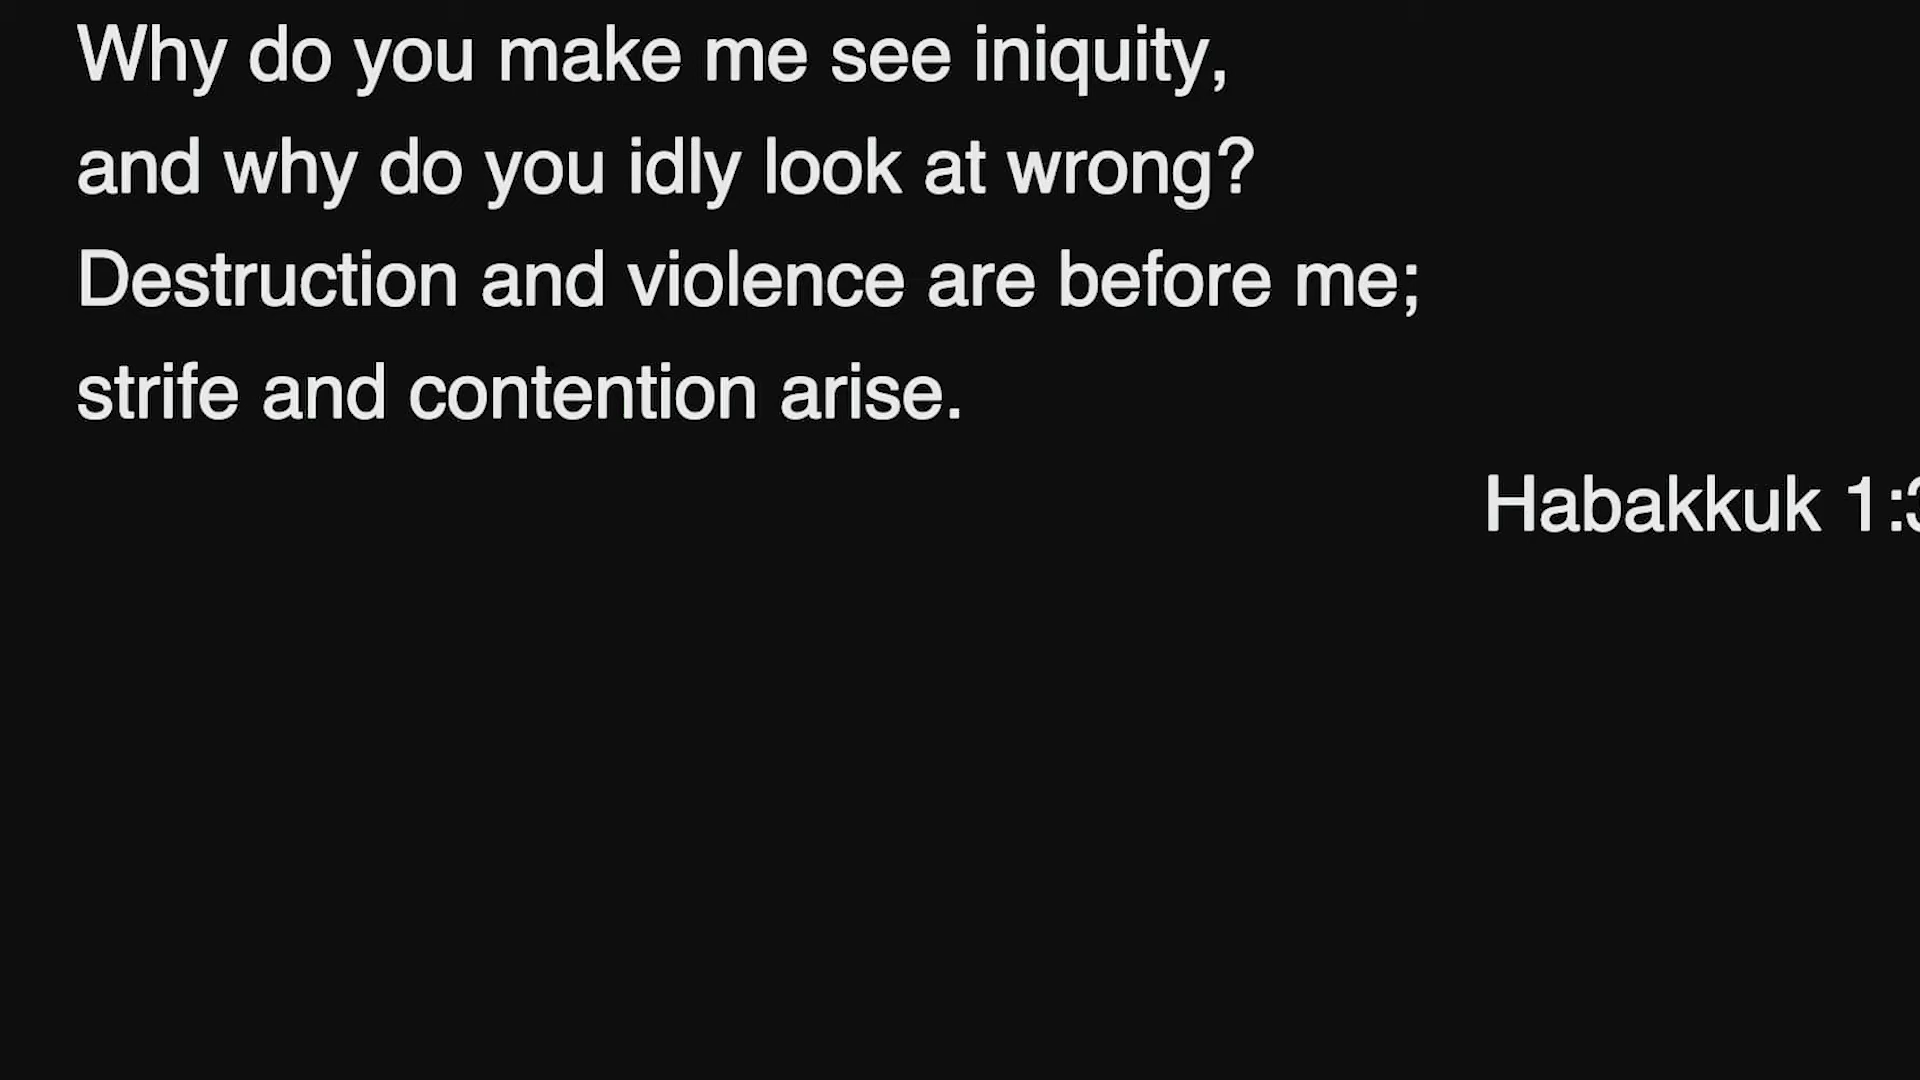 Why do you make me see iniquity,
and why do you idly look at wrong?
Destruction and violence are before me;
strife and contention arise.
Habakkuk 1:3